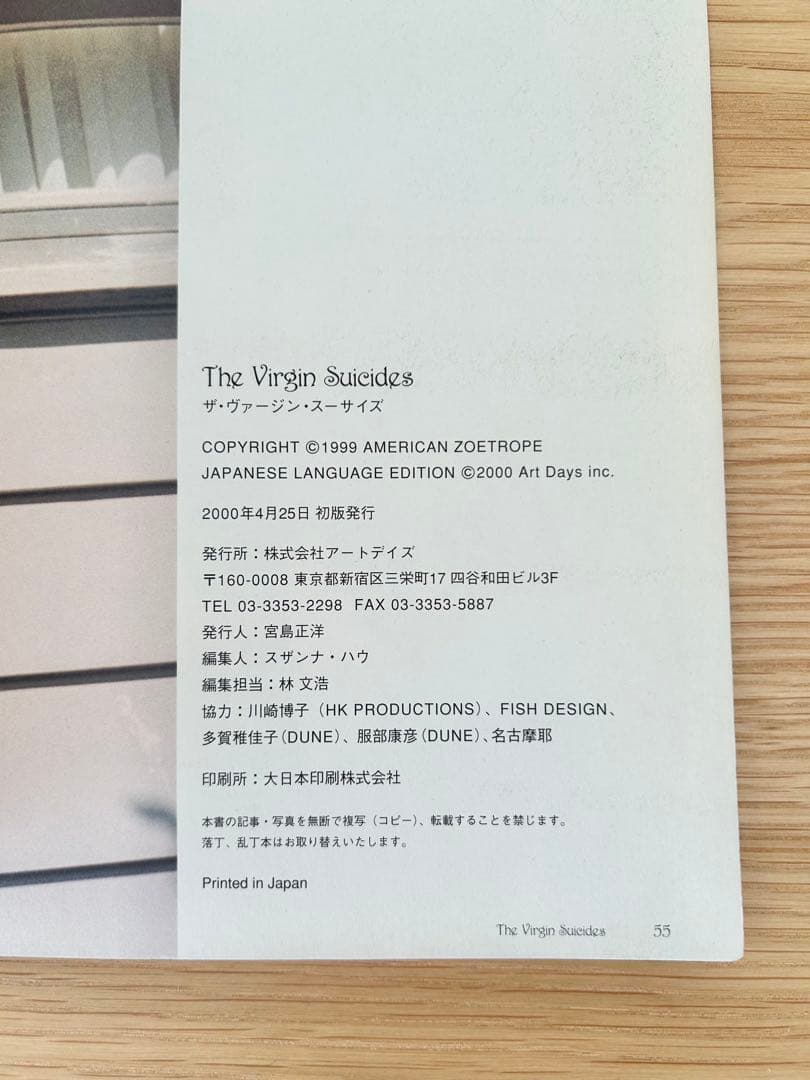 The Virgin Suicides
ザ・ヴァージン・スーサイズ
COPYRIGHT ©1999 AMERICAN ZOETROPE
JAPANESE LANGUAGE EDITION ©2000 Art Days inc.
2000年4月25日 初版発行
発行所：株式会社アートデイズ
〒160-0008 東京都新宿区三栄町17 四谷和田ビル3F
TEL 03-3353-2298 FAX 03-3353-5887
発行人：宮島正洋
編集人：スザンナ・ハウ
編集担当：林 文浩
協力：川崎博子（HK PRODUCTIONS）、FISH DESIGN、
多賀稚佳子（DUNE）、服部康彦（DUNE）、名古摩耶
印刷所：大日本印刷株式会社
本書の記事・写真を無断で複写（コピー）、転載することを禁じます。
落丁、乱丁本はお取り替えいたします。
Printed in Japan
The Virgin Suicides 55